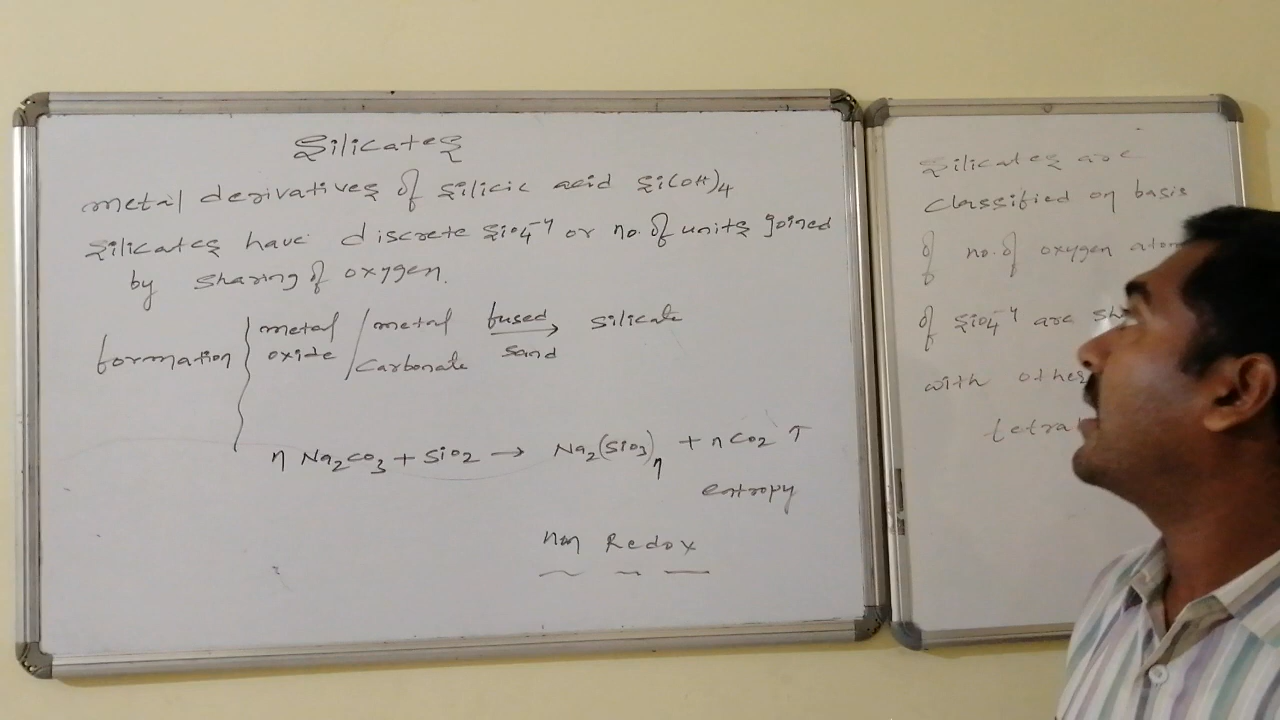 Silicates
metal derivatives of silicic acid Si(OH)4
Silicates have discrete SiO4^-4 or no. of units joined
by sharing of oxygen.
formation { metal oxide / metal carbonate fused sand → silicate
n Na2CO3 + SiO2 → Na2(SiO3)n + n CO2 ↑
entropy
non Redox
Silicates are
classified on basis
of no. of oxygen
of SiO4^-4 are
with other